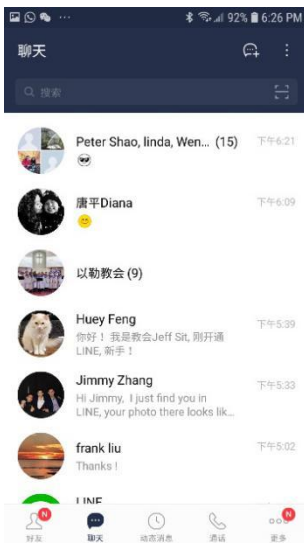 92% 6:26 PM
聊天
搜索
Peter Shao, linda, Wen... (15) 下午6:21
唐平Diana 下午6:09
以勒教会 (9)
Huey Feng 下午5:39
你好！ 我是教会Jeff Sit, 刚开通
LINE, 新手！
Jimmy Zhang 下午5:33
Hi Jimmy, I just find you in
LINE, your photo there looks lik...
frank liu 下午5:02
Thanks !
LINE
N N
好友 聊天 动态消息 通话 更多